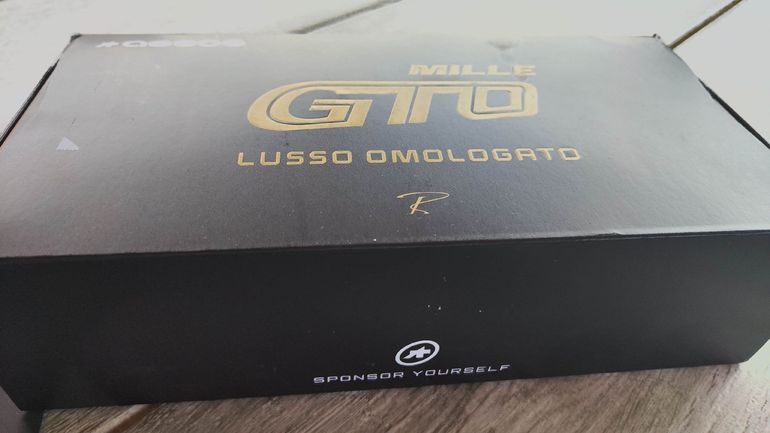 MILLE
GTO
LUSSO OMOLOGATO
R
SPONSOR YOURSELF